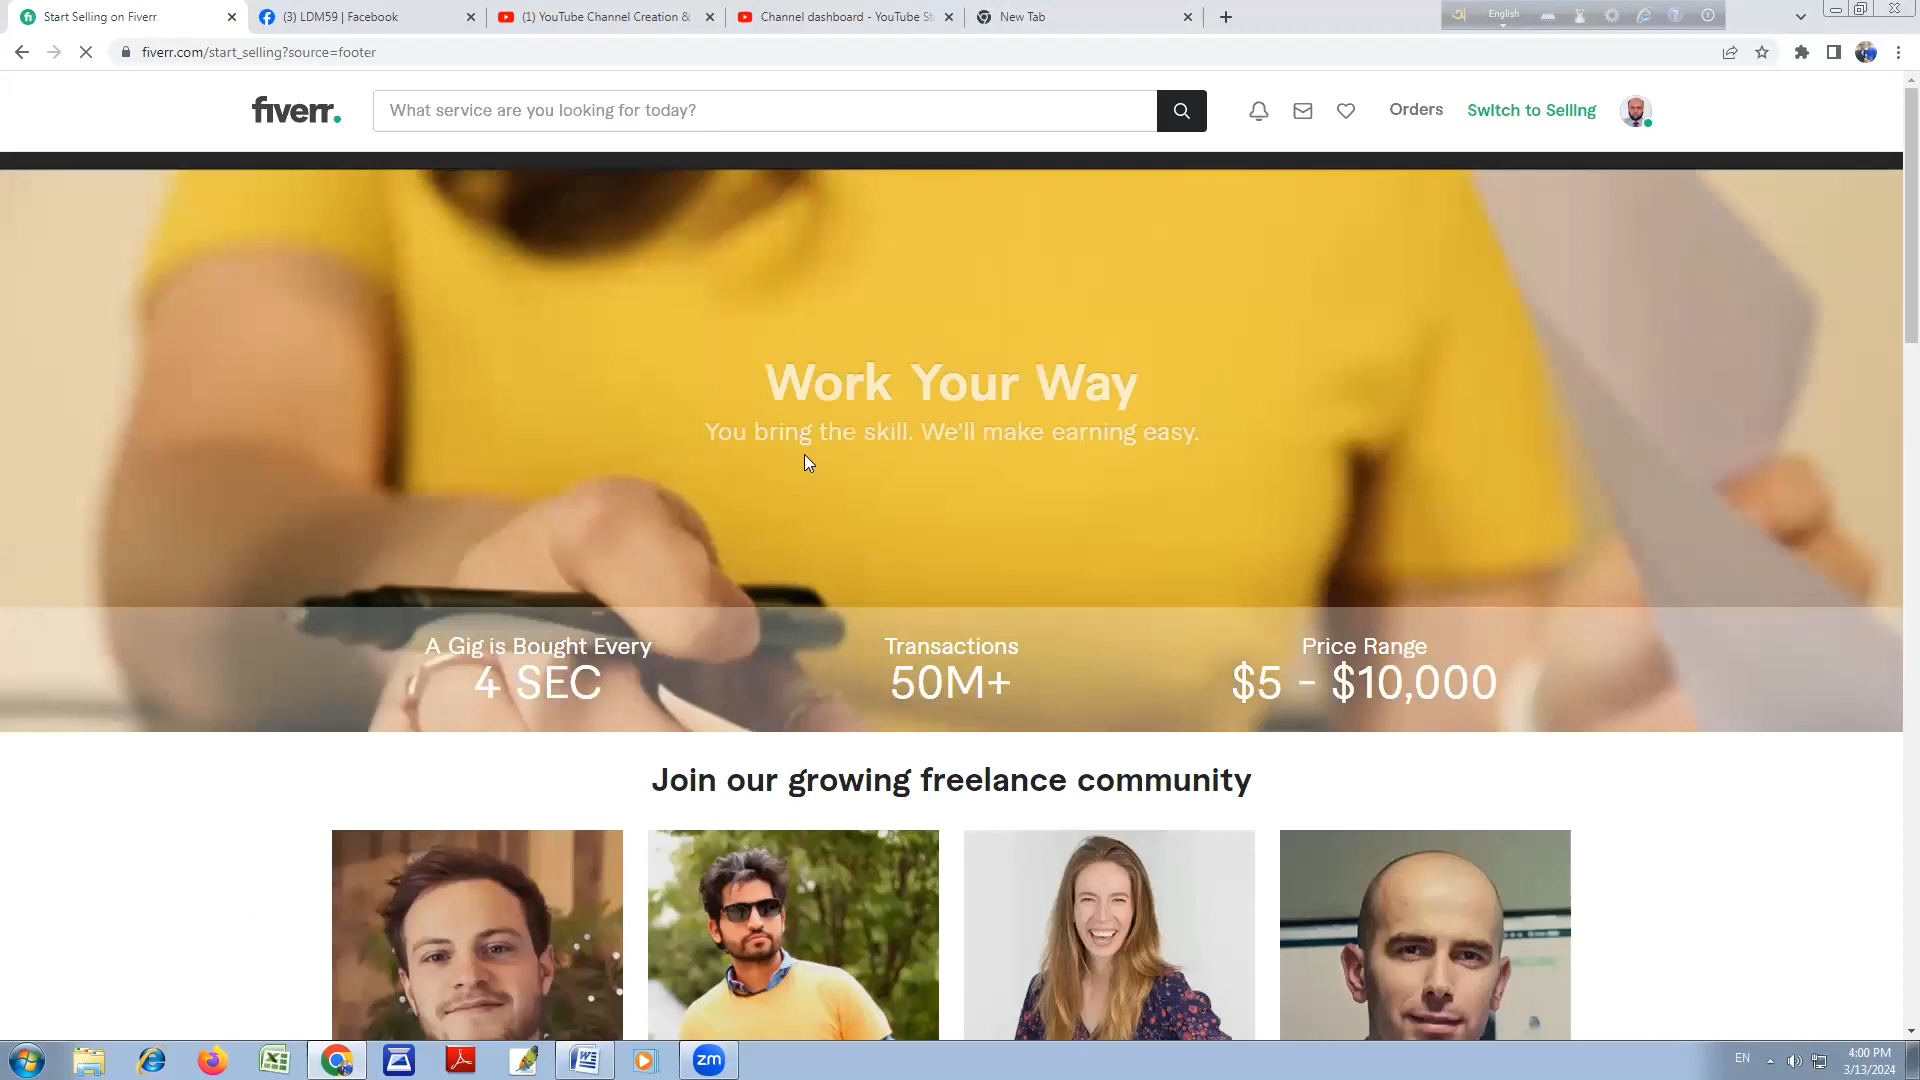 Start Selling on Fiverr
(3) LDM59 | Facebook
(1) YouTube Channel Creation &
Channel dashboard - YouTube St
New Tab
English
fiverr.com/start_selling?source=footer
fiverr.
What service are you looking for today?
Orders
Switch to Selling
Work Your Way
You bring the skill. We'll make earning easy.
A Gig is Bought Every
4 SEC
Transactions
50M+
Price Range
$5 - $10,000
Join our growing freelance community
zm
EN
4:00 PM
3/13/2024